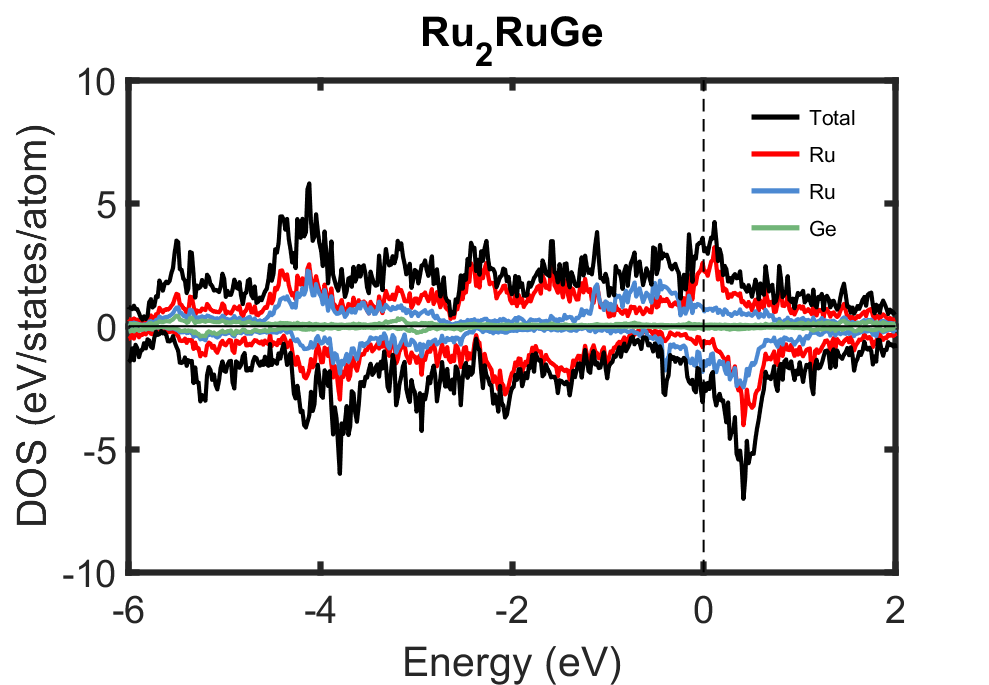 Ru2RuGe
DOS (eV/states/atom)
10
5
0
-5
-10
Total
Ru
Ru
Ge
-6 -4 -2 0 2
Energy (eV)